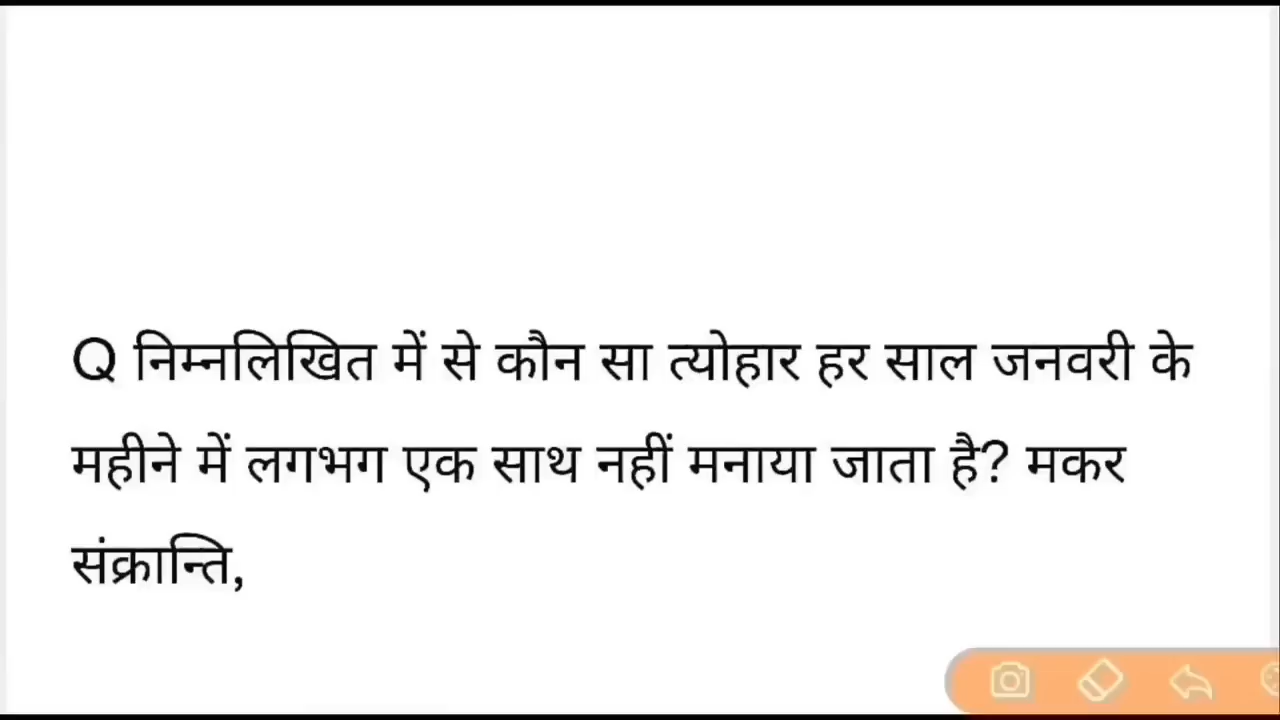 Q निम्नलिखित में से कौन सा त्योहार हर साल जनवरी के
महीने में लगभग एक साथ नहीं मनाया जाता है? मकर
संक्रान्ति,